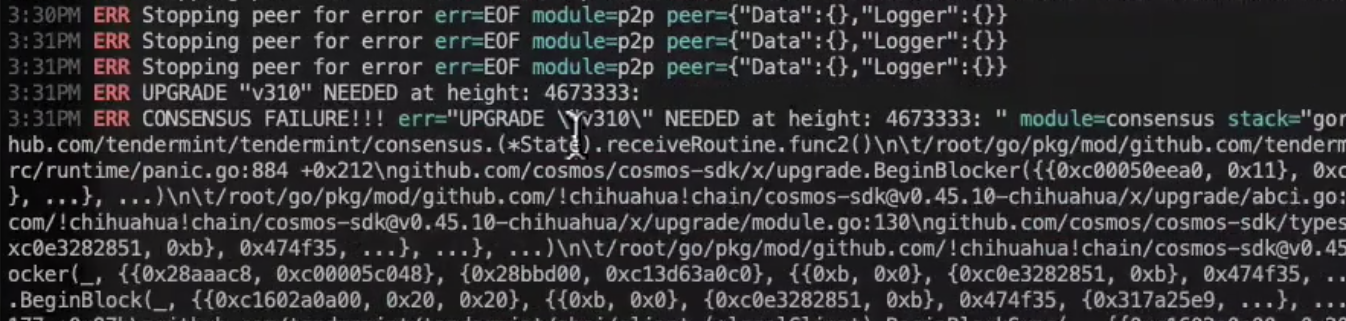 3:30PM ERR Stopping peer for error err=EOF module=p2p peer={"Data":{},"Logger":{}}
3:31PM ERR Stopping peer for error err=EOF module=p2p peer={"Data":{},"Logger":{}}
3:31PM ERR Stopping peer for error err=EOF module=p2p peer={"Data":{},"Logger":{}}
3:31PM ERR UPGRADE "v310" NEEDED at height: 4673333:
3:31PM ERR CONSENSUS FAILURE!!! err="UPGRADE \"v310\" NEEDED at height: 4673333: " module=consensus stack="gor
hub.com/tendermint/tendermint/consensus.(*State).receiveRoutine.func2()\n\t/root/go/pkg/mod/github.com/tenderm
rc/runtime/panic.go:884 +0x212\ngithub.com/cosmos/cosmos-sdk/x/upgrade.BeginBlocker({{0xc00050eea0, 0x11}, 0xc
}, ...}, ...)\n\t/root/go/pkg/mod/github.com/!chihuahua!chain/cosmos-sdk@v0.45.10-chihuahua/x/upgrade/abci.go:
com/!chihuahua!chain/cosmos-sdk@v0.45.10-chihuahua/x/upgrade/module.go:130\ngithub.com/cosmos/cosmos-sdk/types
xc0e3282851, 0xb}, 0x474f35, ...}, ...}, ...)\n\t/root/go/pkg/mod/github.com/!chihuahua!chain/cosmos-sdk@v0.45
ocker(_, {{0x28aaac8, 0xc00005c048}, {0x28bbd00, 0xc13d63a0c0}, {{0xb, 0x0}, {0xc0e3282851, 0xb}, 0x474f35, ..
.BeginBlock(_, {{0xc1602a0a00, 0x20, 0x20}, {{0xb, 0x0}, {0xc0e3282851, 0xb}, 0x474f35, {0x317a25e9, ...}, ...